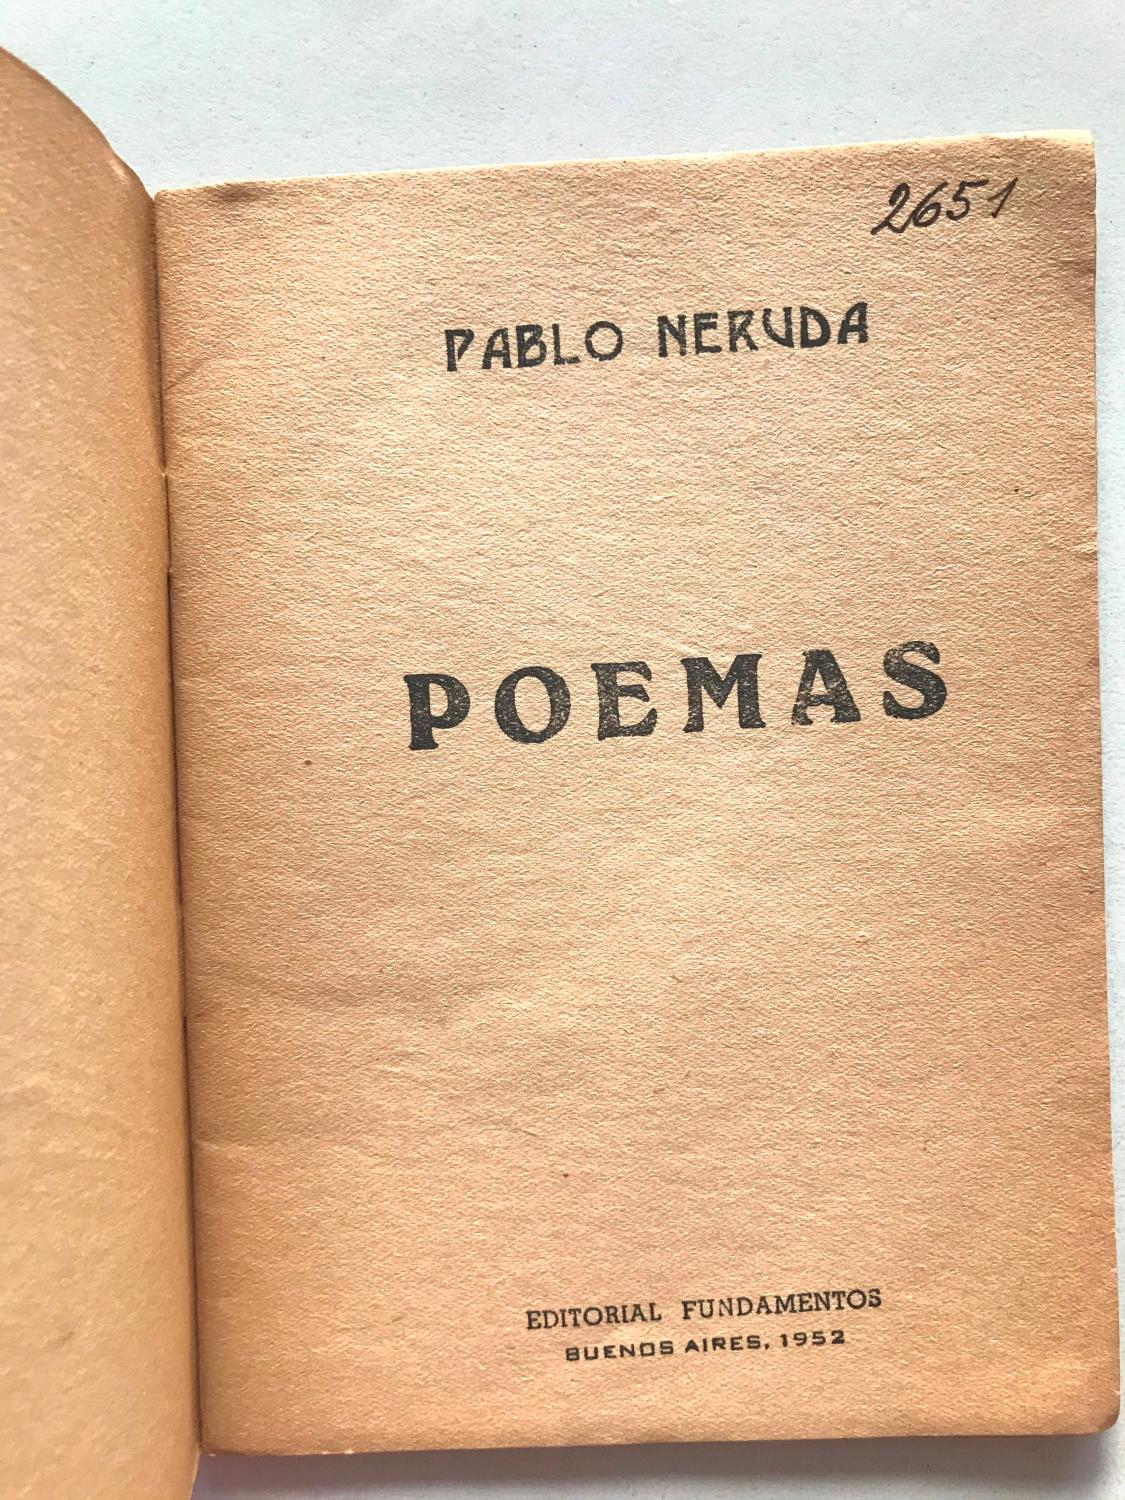 2651
PABLO NERUDA
POEMAS
EDITORIAL FUNDAMENTOS
BUENOS AIRES, 1952